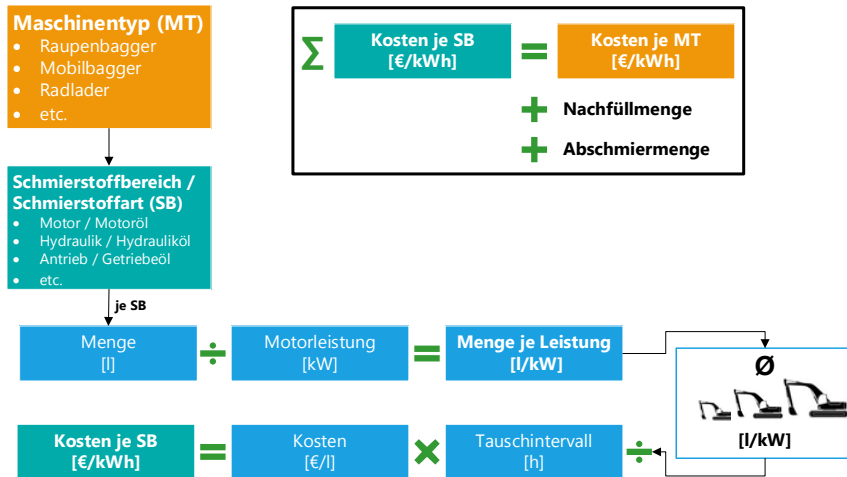 Maschinentyp (MT)
• Raupenbagger
• Mobilbagger
• Radlader
• etc.
∑ Kosten je SB [€/kWh] = Kosten je MT [€/kWh]
+ Nachfüllmenge
+ Abschmiermenge
Schmierstoffbereich /
Schmierstoffart (SB)
• Motor / Motoröl
• Hydraulik / Hydrauliköl
• Antrieb / Getriebeöl
• etc.
je SB
Menge [l] ÷ Motorleistung [kW] = Menge je Leistung [l/kW]
Ø
[l/kW]
Kosten je SB [€/kWh] = Kosten [€/l] × Tauschintervall [h] ÷